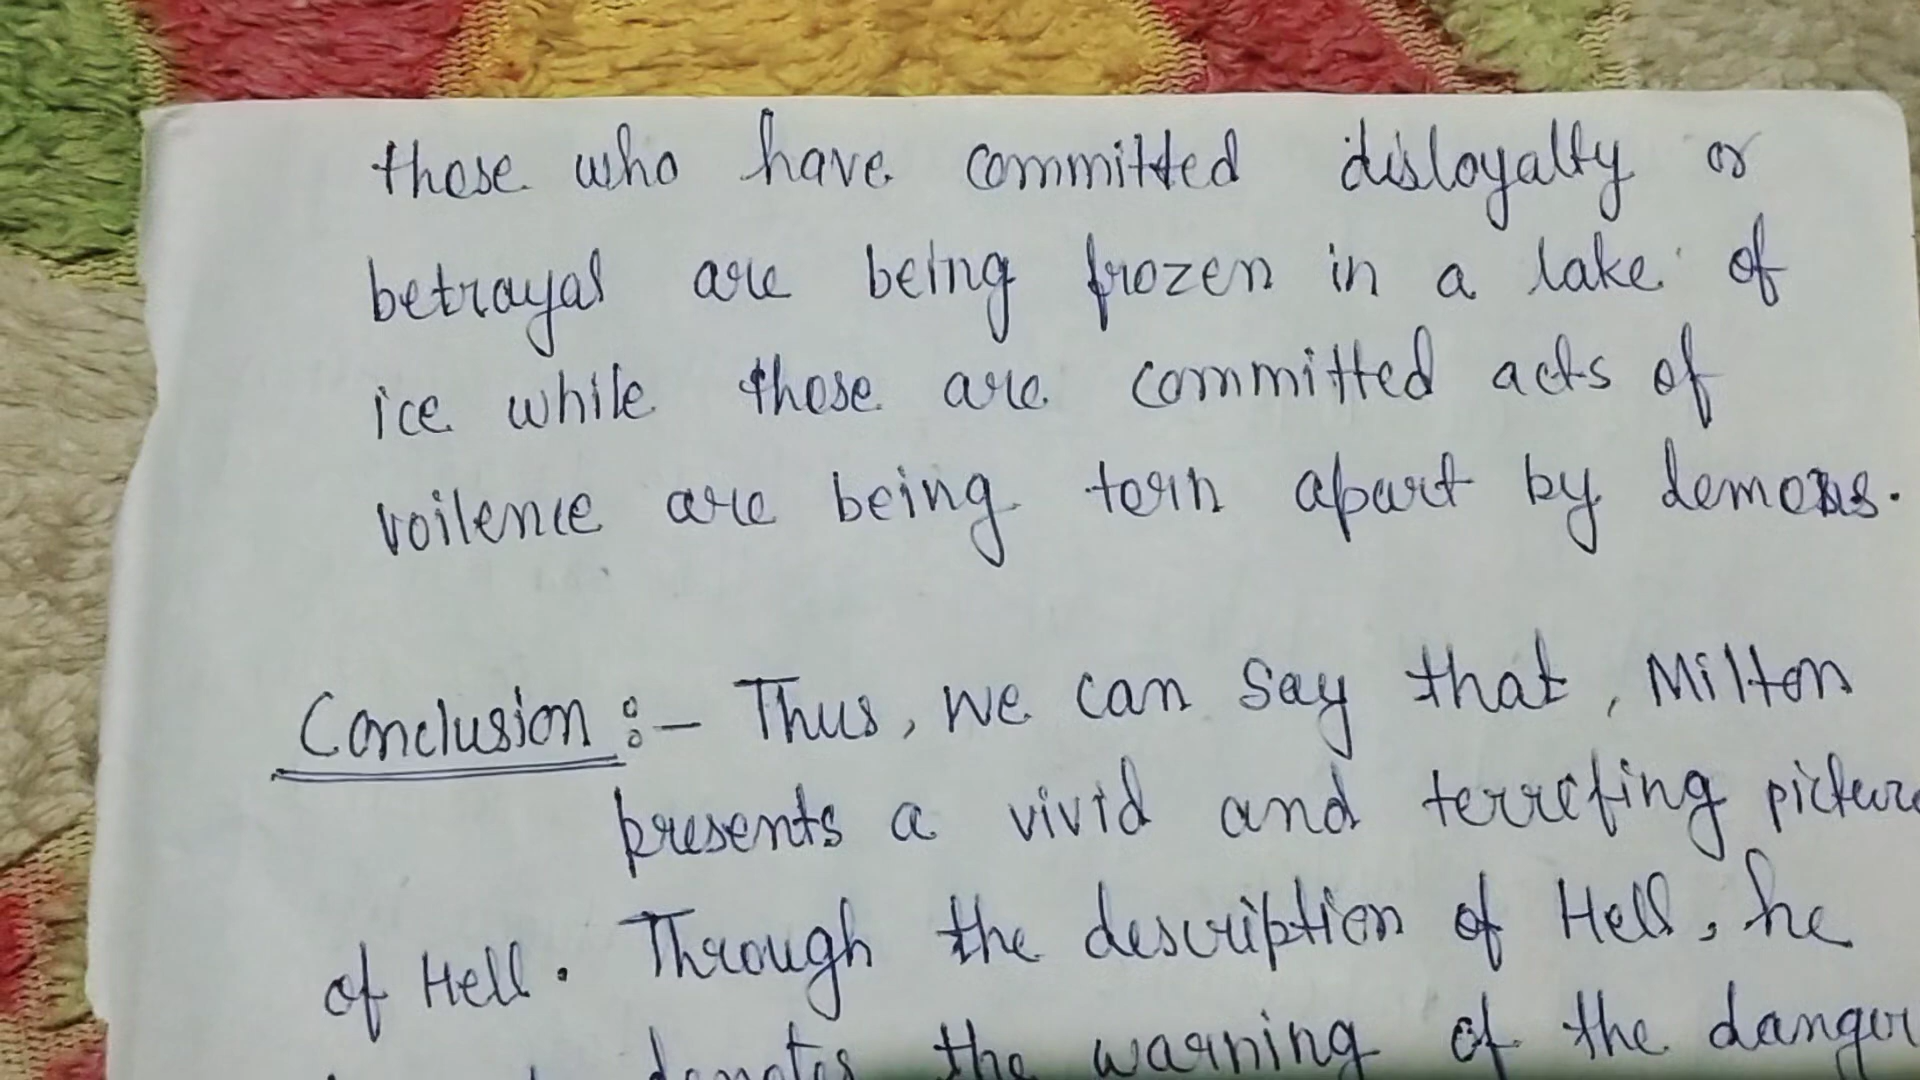 those who have committed disloyalty or
betrayal are being frozen in a lake of
ice while those are committed acts of
voilence are being torn apart by demons.
Conclusion :- Thus, we can say that, Milton
presents a vivid and terrefing picture
of Hell. Through the description of Hell, he
denotes the warning of the danger